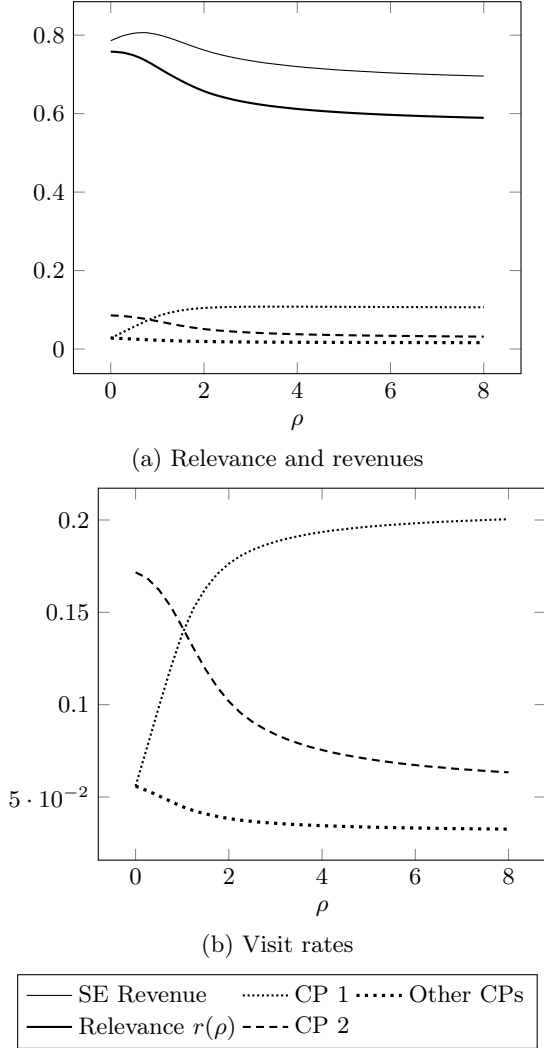 0.8
0.6
0.4
0.2
0
0 2 4 6 8
ρ
(a) Relevance and revenues
0.2
0.15
0.1
5 · 10⁻²
0 2 4 6 8
ρ
(b) Visit rates
SE Revenue CP 1 Other CPs
Relevance r(ρ) CP 2